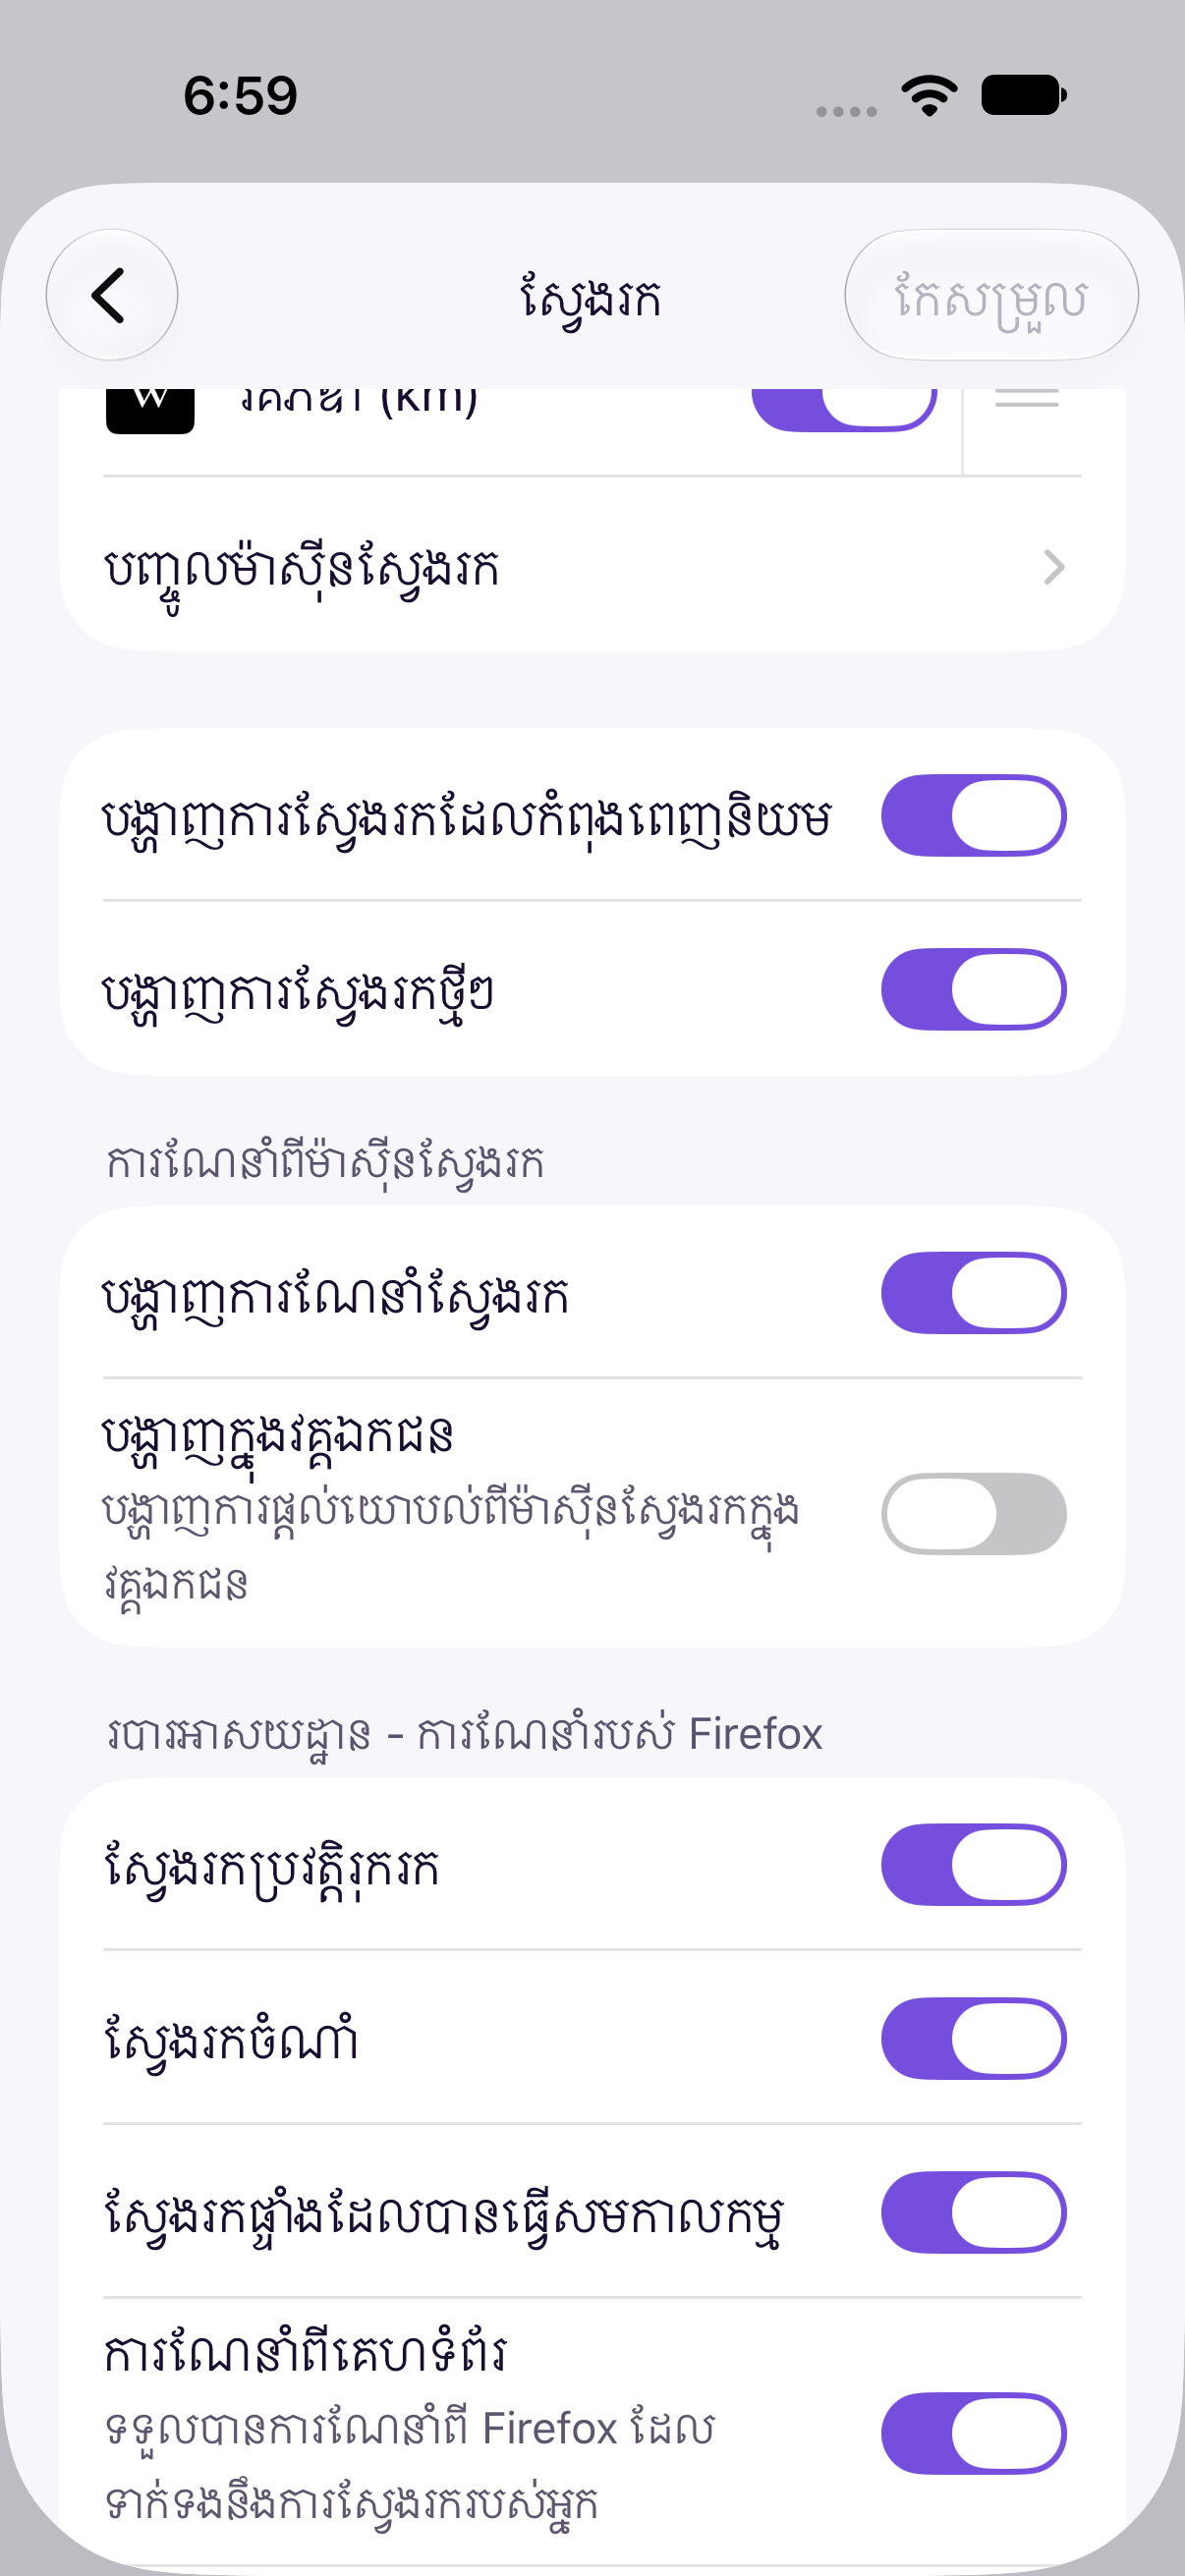 6:59
ស្វែងរក
កែសម្រួល
W
(km)
បញ្ចូលម៉ាស៊ីនស្វែងរក
បង្ហាញការស្វែងរកដែលកំពុងពេញនិយម
បង្ហាញការស្វែងរកថ្មីៗ
ការណែនាំពីម៉ាស៊ីនស្វែងរក
បង្ហាញការណែនាំស្វែងរក
បង្ហាញក្នុងវគ្គឯកជន
បង្ហាញការផ្ដល់យោបល់ពីម៉ាស៊ីនស្វែងរកក្នុង
វគ្គឯកជន
របារអាសយដ្ឋាន - ការណែនាំរបស់ Firefox
ស្វែងរកប្រវត្តិរុករក
ស្វែងរកចំណាំ
ស្វែងរកផ្ទាំងដែលបានធ្វើសមកាលកម្ម
ការណែនាំពីគេហទំព័រ
ទទួលបានការណែនាំពី Firefox ដែល
ទាក់ទងនឹងការស្វែងរករបស់អ្នក